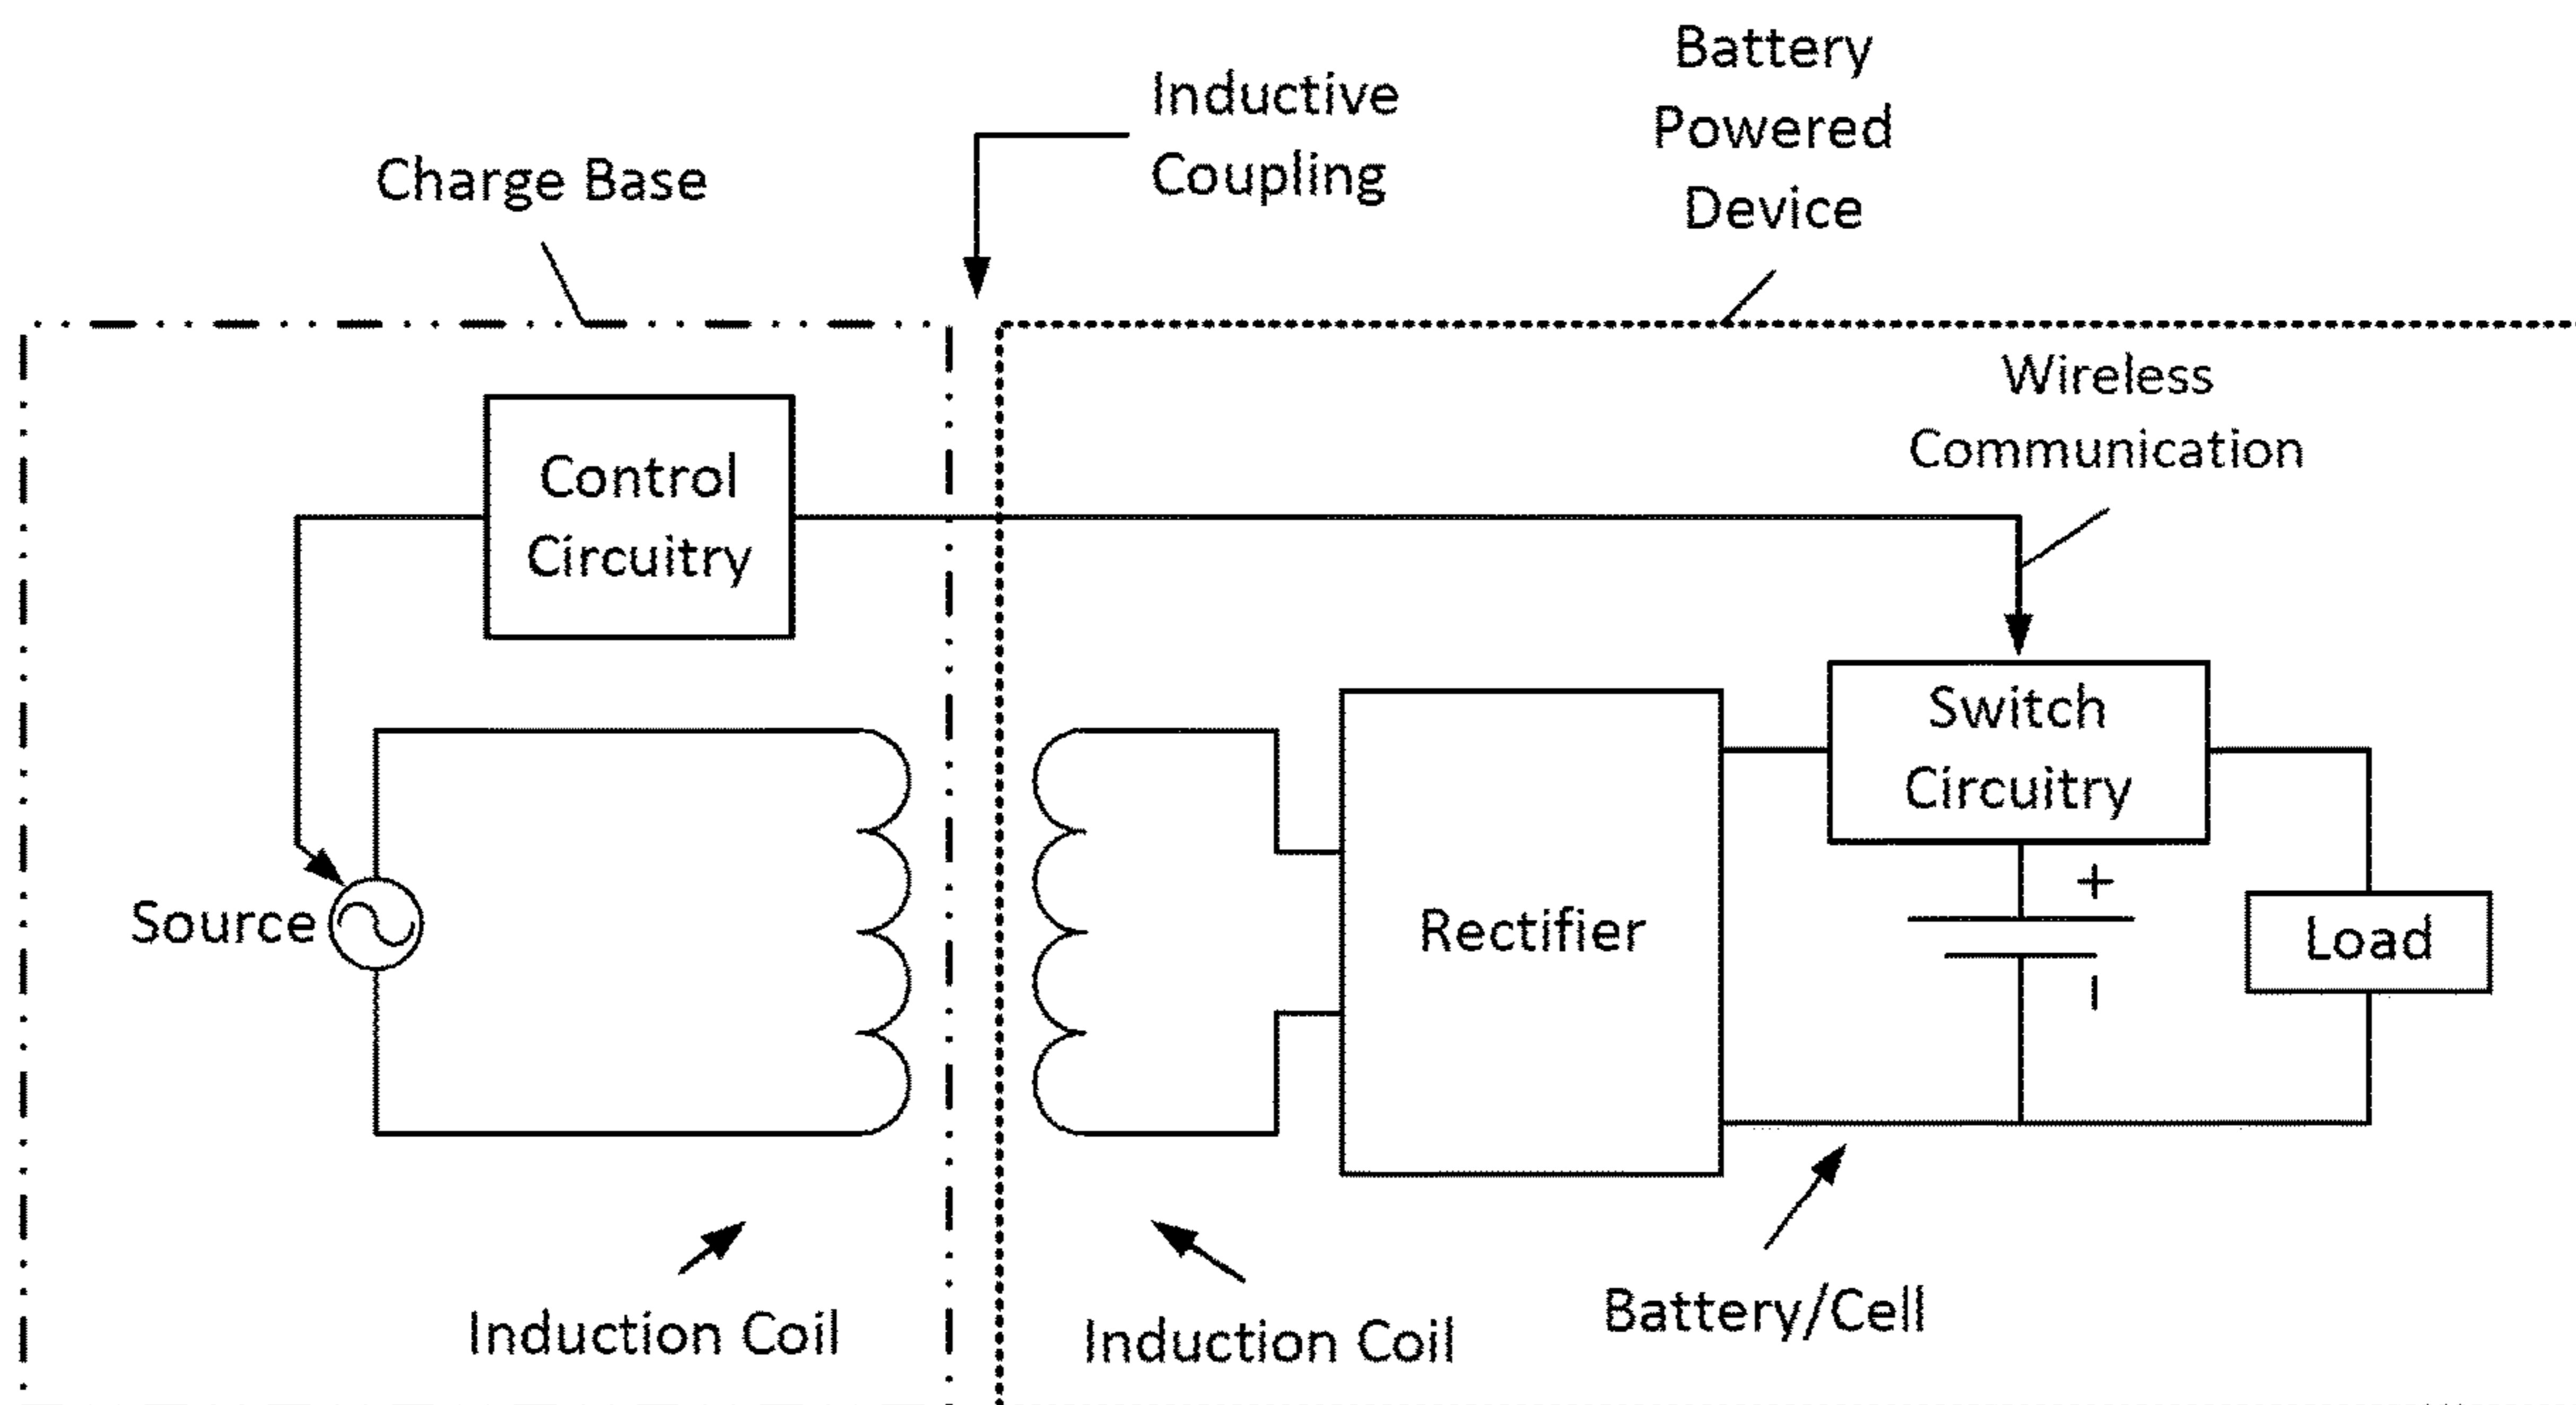 Battery
Powered
Device
Inductive
Coupling
Charge Base
Wireless
Communication
Control
Circuitry
Switch
Circuitry
+
Source
Rectifier
Load
−
Battery/Cell
Induction Coil
Induction Coil